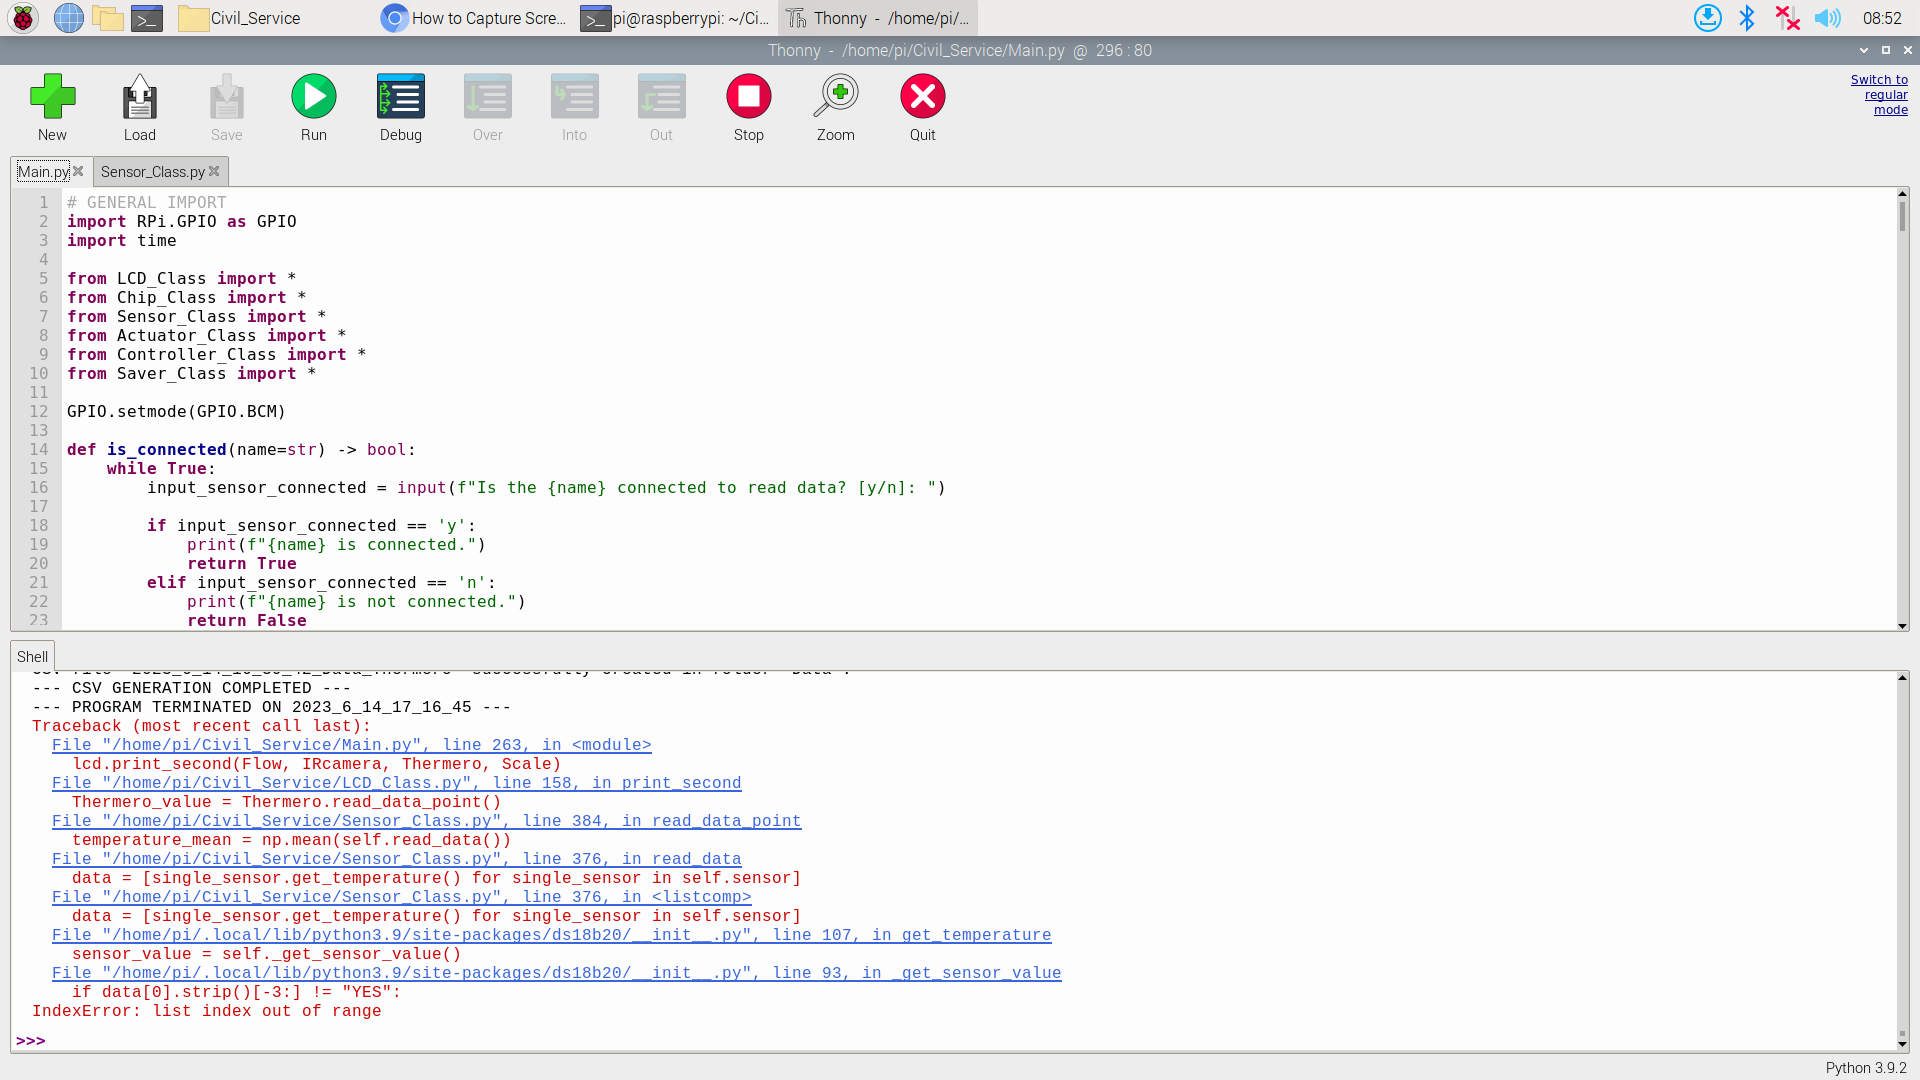 Civil_Service
How to Capture Scre...
pi@raspberrypi: ~/Ci...
Thonny - /home/pi/...
08:52
Thonny - /home/pi/Civil_Service/Main.py @ 296 : 80
New
Load
Save
Run
Debug
Over
Into
Out
Stop
Zoom
Quit
Switch to
regular
mode
Main.py
Sensor_Class.py
1 # GENERAL IMPORT
2 import RPi.GPIO as GPIO
3 import time
4
5 from LCD_Class import *
6 from Chip_Class import *
7 from Sensor_Class import *
8 from Actuator_Class import *
9 from Controller_Class import *
10 from Saver_Class import *
11
12 GPIO.setmode(GPIO.BCM)
13
14 def is_connected(name=str) -> bool:
15     while True:
16         input_sensor_connected = input(f"Is the {name} connected to read data? [y/n]: ")
17
18         if input_sensor_connected == 'y':
19             print(f"{name} is connected.")
20             return True
21         elif input_sensor_connected == 'n':
22             print(f"{name} is not connected.")
23             return False
Shell
--- CSV GENERATION COMPLETED ---
--- PROGRAM TERMINATED ON 2023_6_14_17_16_45 ---
Traceback (most recent call last):
  File "/home/pi/Civil_Service/Main.py", line 263, in <module>
    lcd.print_second(Flow, IRcamera, Thermero, Scale)
  File "/home/pi/Civil_Service/LCD_Class.py", line 158, in print_second
    Thermero_value = Thermero.read_data_point()
  File "/home/pi/Civil_Service/Sensor_Class.py", line 384, in read_data_point
    temperature_mean = np.mean(self.read_data())
  File "/home/pi/Civil_Service/Sensor_Class.py", line 376, in read_data
    data = [single_sensor.get_temperature() for single_sensor in self.sensor]
  File "/home/pi/Civil_Service/Sensor_Class.py", line 376, in <listcomp>
    data = [single_sensor.get_temperature() for single_sensor in self.sensor]
  File "/home/pi/.local/lib/python3.9/site-packages/ds18b20/__init__.py", line 107, in get_temperature
    sensor_value = self._get_sensor_value()
  File "/home/pi/.local/lib/python3.9/site-packages/ds18b20/__init__.py", line 93, in _get_sensor_value
    if data[0].strip()[-3:] != "YES":
IndexError: list index out of range
>>>
Python 3.9.2